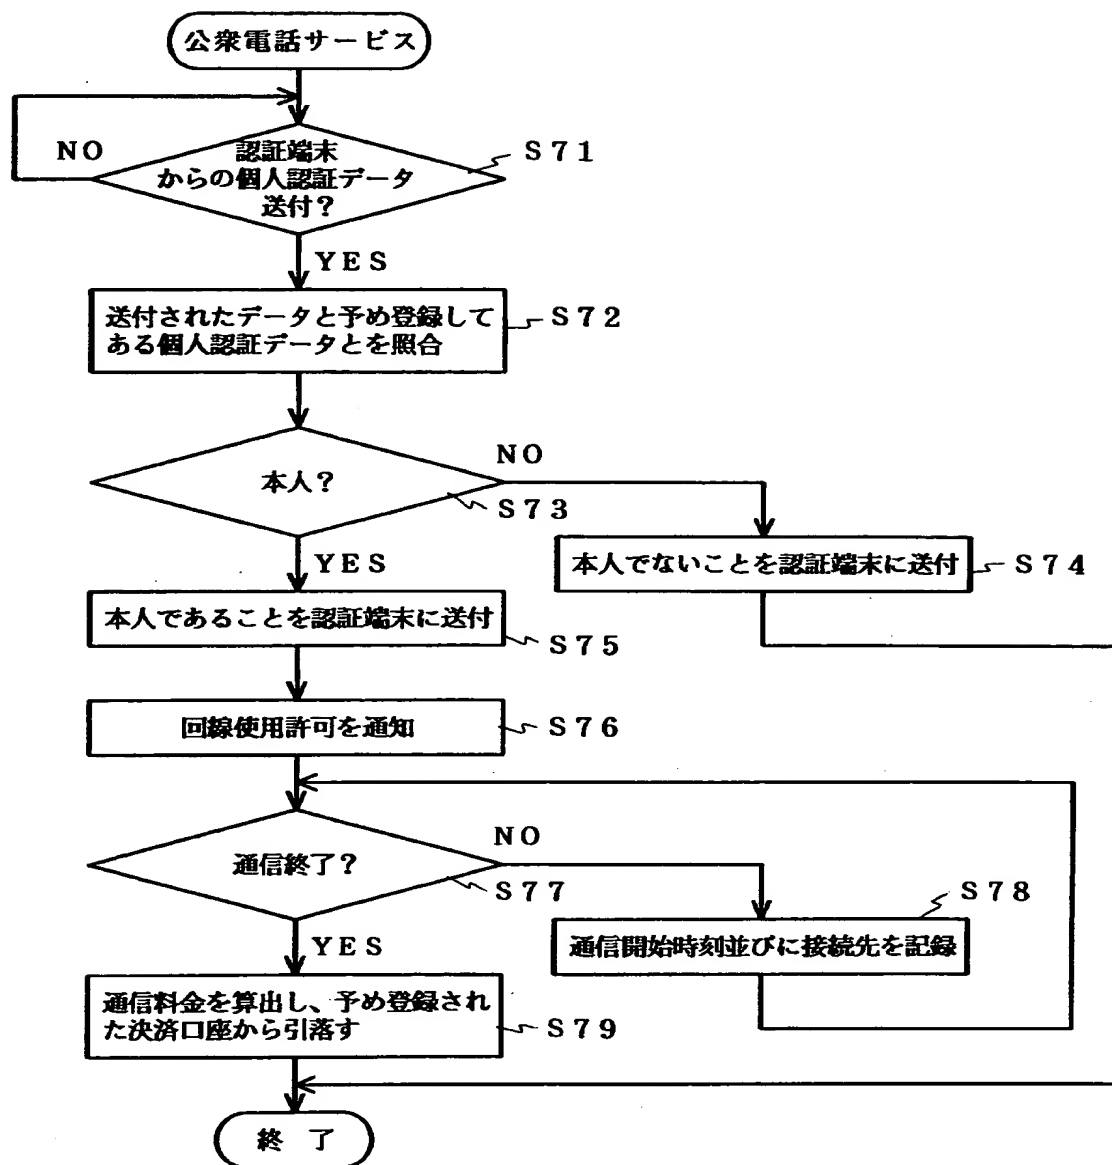 公衆電話サービス
NO
認証端末
からの個人認証データ
送付？
S71
YES
送付されたデータと予め登録して
ある個人認証データとを照合
S72
本人？
NO
S73
YES
本人でないことを認証端末に送付
S74
本人であることを認証端末に送付
S75
回線使用許可を通知
S76
通信終了？
NO
S77
S78
YES
通信開始時刻並びに接続先を記録
通信料金を算出し、予め登録され
た決済口座から引落す
S79
終 了